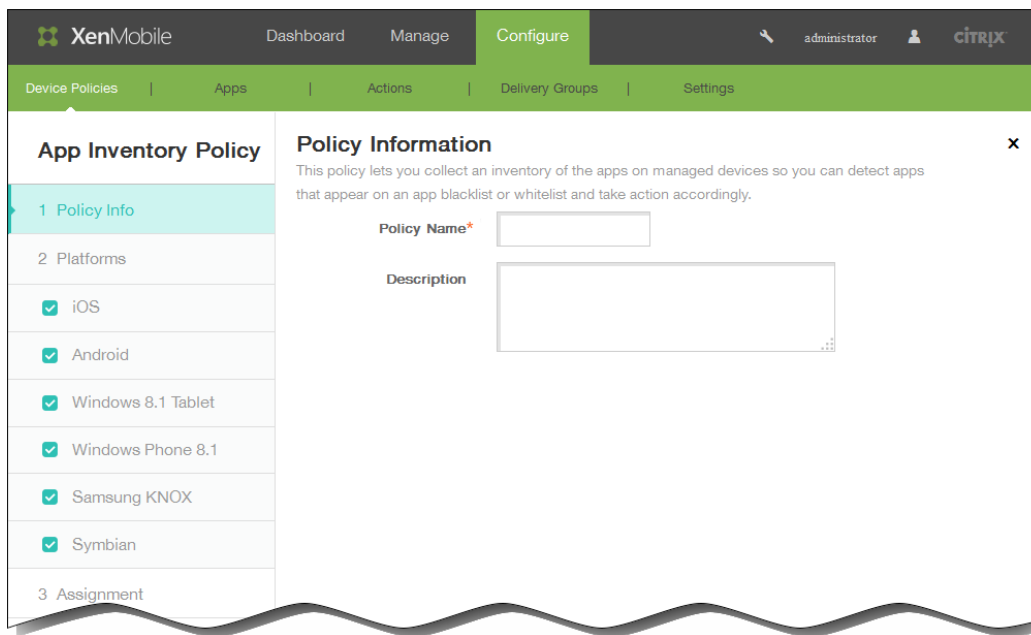 XenMobile Dashboard Manage Configure administrator CITRIX
Device Policies | Apps | Actions | Delivery Groups | Settings
App Inventory Policy
1 Policy Info
2 Platforms
iOS
Android
Windows 8.1 Tablet
Windows Phone 8.1
Samsung KNOX
Symbian
3 Assignment
Policy Information
This policy lets you collect an inventory of the apps on managed devices so you can detect apps
that appear on an app blacklist or whitelist and take action accordingly.
Policy Name*
Description